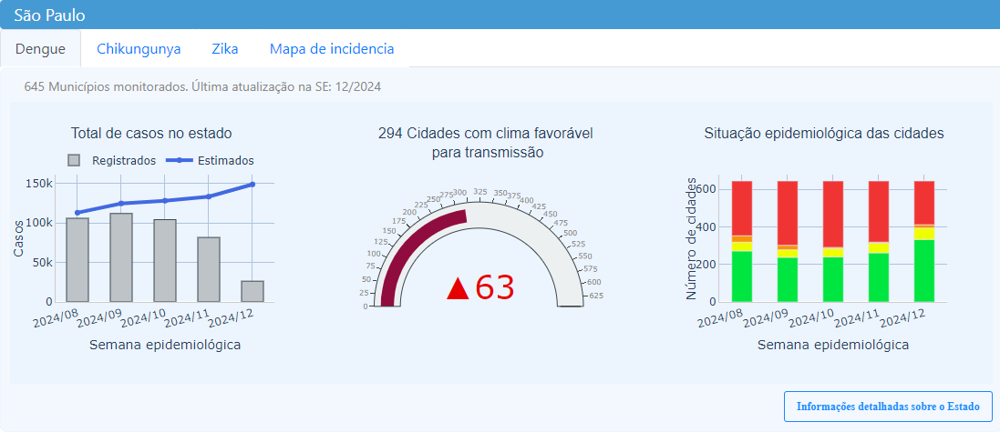 São Paulo
Dengue
Chikungunya
Zika
Mapa de incidencia
645 Municípios monitorados. Última atualização na SE: 12/2024
Total de casos no estado
Registrados
Estimados
150k
100k
50k
0
Casos
2024/08
2024/09
2024/10
2024/11
2024/12
Semana epidemiológica
294 Cidades com clima favorável
para transmissão
0
25
50
75
100
125
150
175
200
225
250
275
300
325
350
375
400
425
450
475
500
525
550
575
600
625
▲63
Situação epidemiológica das cidades
600
400
200
0
Número de cidades
2024/08
2024/09
2024/10
2024/11
2024/12
Semana epidemiológica
Informações detalhadas sobre o Estado